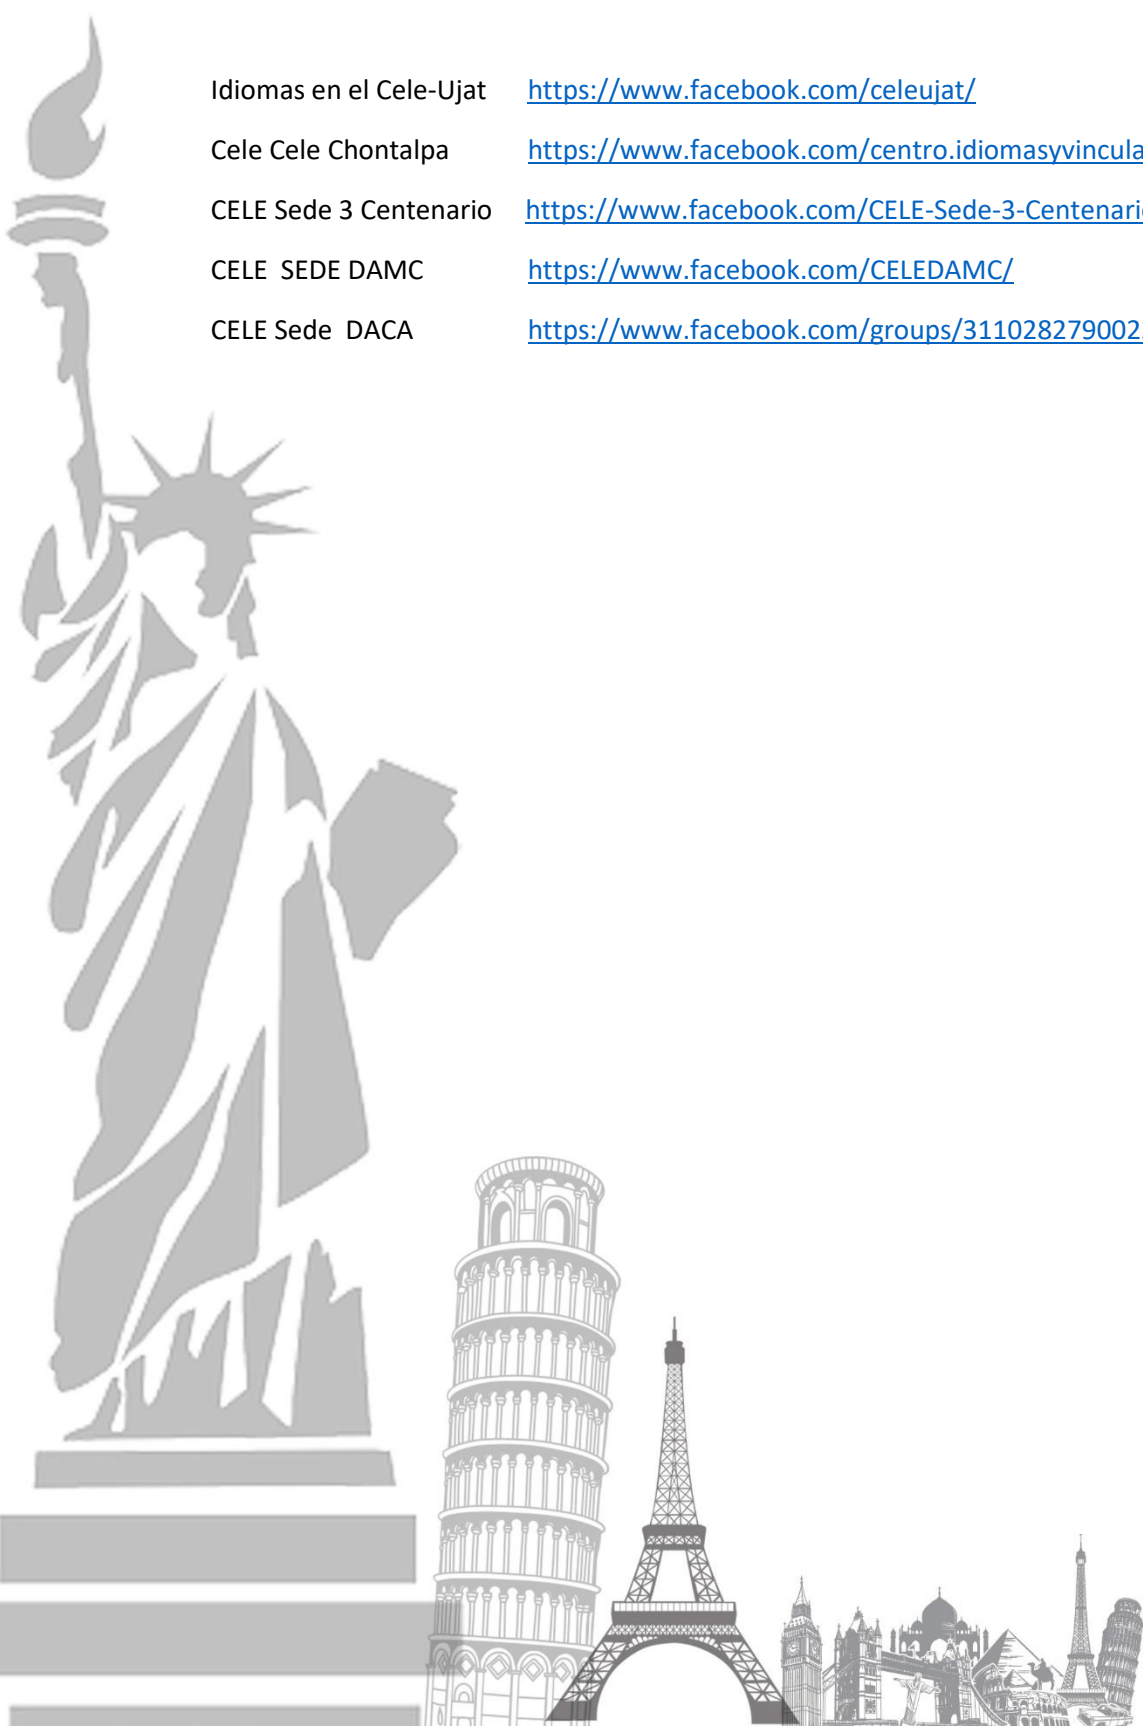 Idiomas en el Cele-Ujat https://www.facebook.com/celeujat/
Cele Cele Chontalpa https://www.facebook.com/centro.idiomasyvincula
CELE Sede 3 Centenario https://www.facebook.com/CELE-Sede-3-Centenari
CELE SEDE DAMC https://www.facebook.com/CELEDAMC/
CELE Sede DACA https://www.facebook.com/groups/311028279002